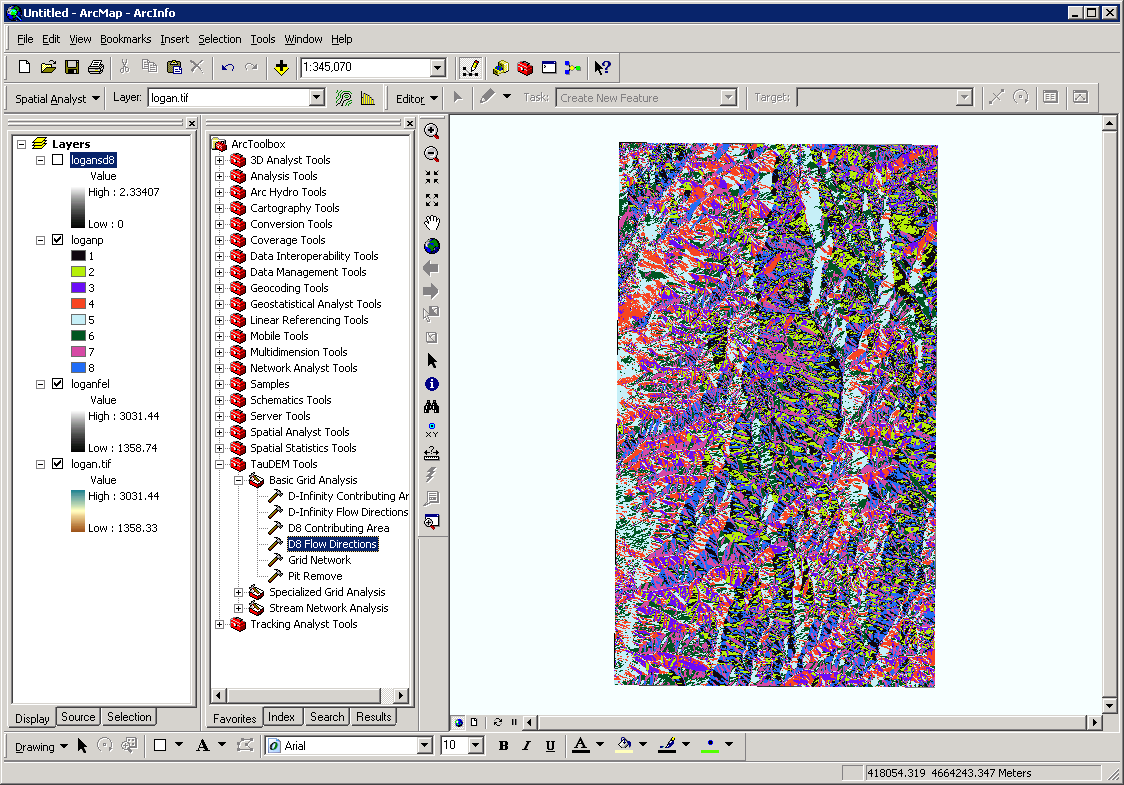 Untitled - ArcMap - ArcInfo
File Edit View Bookmarks Insert Selection Tools Window Help
1:345,070
Spatial Analyst Layer: logan.tif Editor Task: Create New Feature Target:
Layers
logansd8
Value
High : 2.33407
Low : 0
loganp
1
2
3
4
5
6
7
8
loganfel
Value
High : 3031.44
Low : 1358.74
logan.tif
Value
High : 3031.44
Low : 1358.33
Display Source Selection
ArcToolbox
3D Analyst Tools
Analysis Tools
Arc Hydro Tools
Cartography Tools
Conversion Tools
Coverage Tools
Data Interoperability Tools
Data Management Tools
Geocoding Tools
Geostatistical Analyst Tools
Linear Referencing Tools
Mobile Tools
Multidimension Tools
Network Analyst Tools
Samples
Schematics Tools
Server Tools
Spatial Analyst Tools
Spatial Statistics Tools
TauDEM Tools
Basic Grid Analysis
D-Infinity Contributing Ar
D-Infinity Flow Directions
D8 Contributing Area
D8 Flow Directions
Grid Network
Pit Remove
Specialized Grid Analysis
Stream Network Analysis
Tracking Analyst Tools
Favorites Index Search Results
XY
Drawing A Arial 10 B I U A
418054.319 4664243.347 Meters